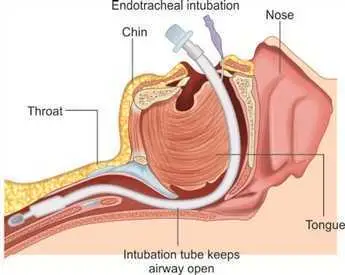 Endotracheal intubation
Nose
Chin
Throat
Tongue
Intubation tube keeps
airway open